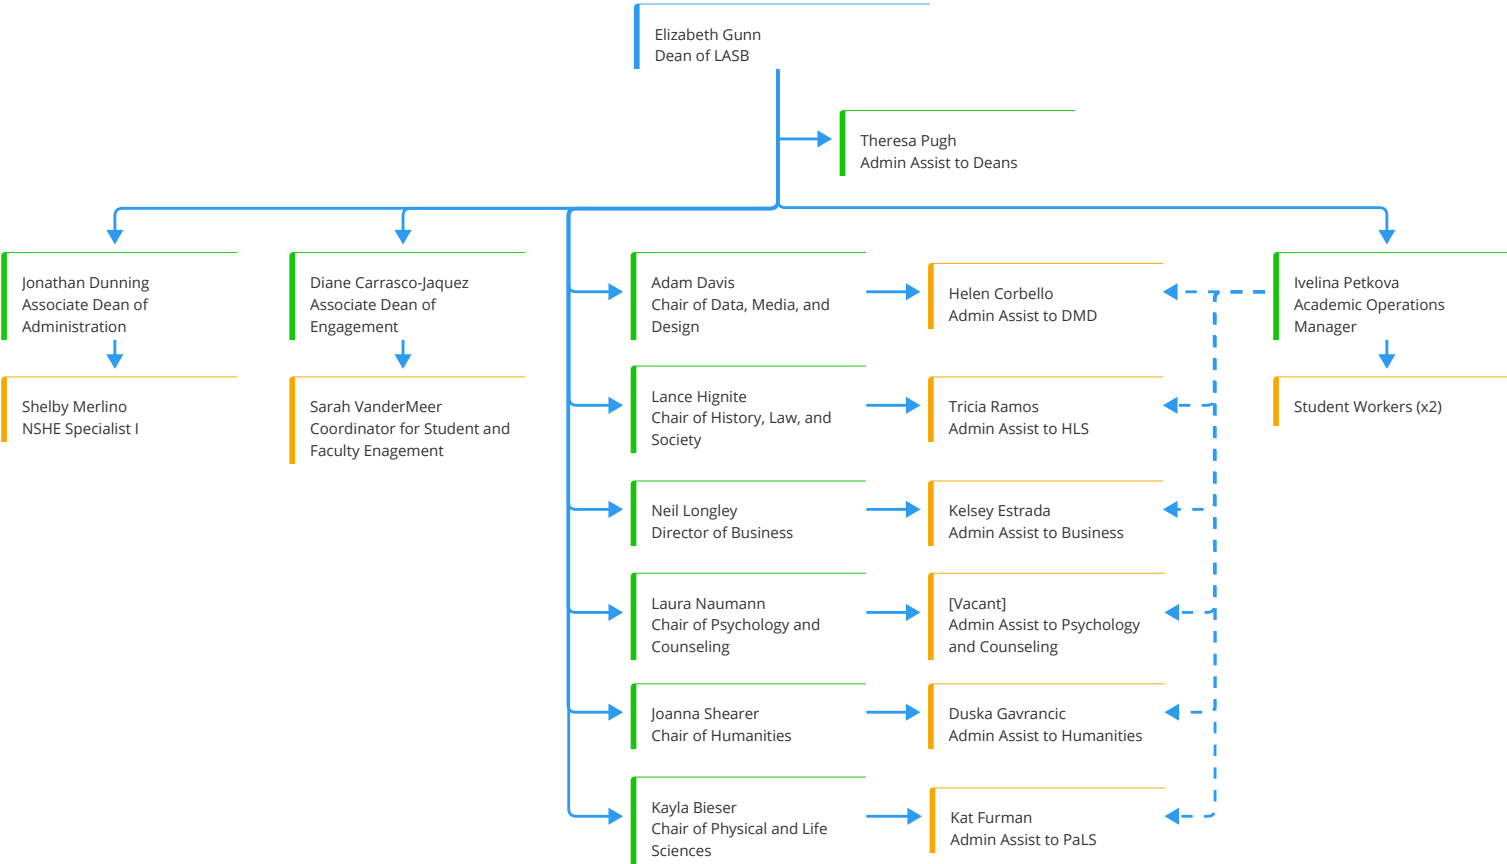 Elizabeth Gunn
Dean of LASB
Theresa Pugh
Admin Assist to Deans
Jonathan Dunning
Associate Dean of
Administration
Diane Carrasco-Jaquez
Associate Dean of
Engagement
Adam Davis
Chair of Data, Media, and
Design
Helen Corbello
Admin Assist to DMD
Ivelina Petkova
Academic Operations
Manager
Shelby Merlino
NSHE Specialist I
Sarah VanderMeer
Coordinator for Student and
Faculty Enagement
Lance Hignite
Chair of History, Law, and
Society
Tricia Ramos
Admin Assist to HLS
Student Workers (x2)
Neil Longley
Director of Business
Kelsey Estrada
Admin Assist to Business
Laura Naumann
Chair of Psychology and
Counseling
[Vacant]
Admin Assist to Psychology
and Counseling
Joanna Shearer
Chair of Humanities
Duska Gavrancic
Admin Assist to Humanities
Kayla Bieser
Chair of Physical and Life
Sciences
Kat Furman
Admin Assist to PaLS